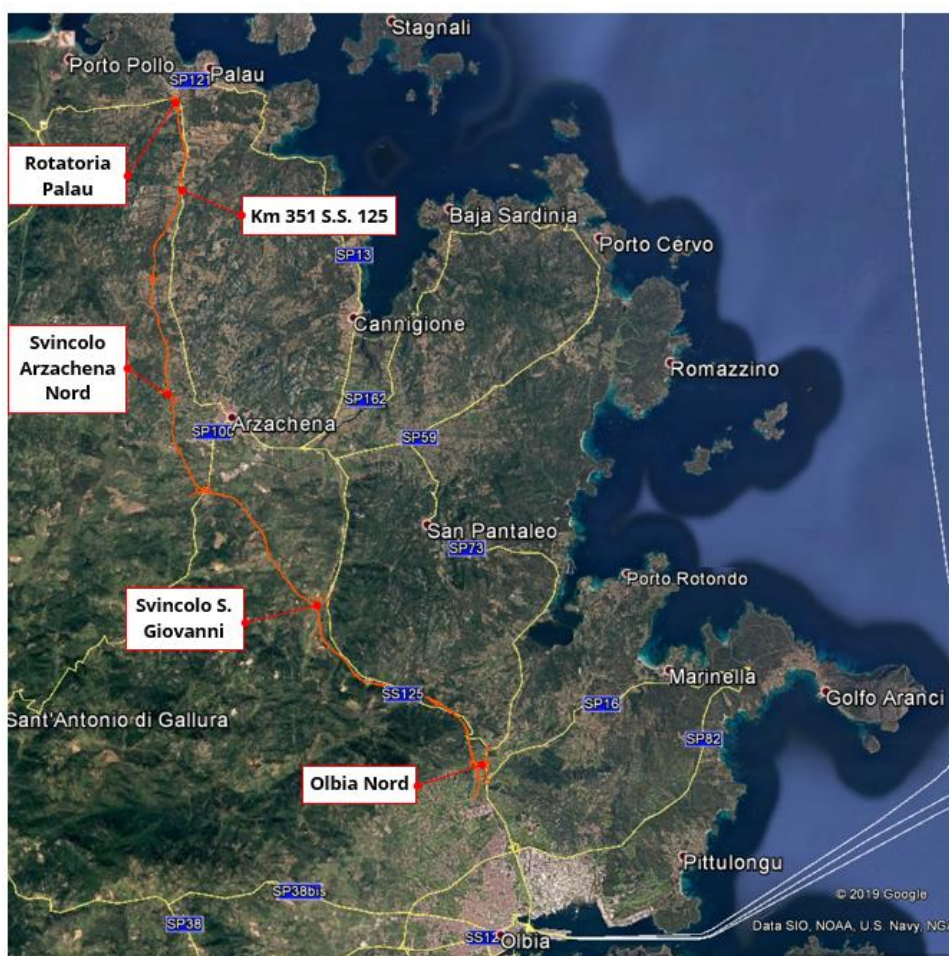 Stagnali
Porto Pollo
SP121
Palau
Rotatoria
Palau
Km 351 S.S. 125
Baja Sardinia
Porto Cervo
SP13
Cannigione
Svincolo
Arzachena
Nord
Romazzino
SP162
Arzachena
SP100
SP59
San Pantaleo
SP73
Porto Rotondo
Svincolo S.
Giovanni
Marinella
SS125
SP16
Golfo Aranci
Sant'Antonio di Gallura
SP82
Olbia Nord
Pittulongu
SP38bis
© 2019 Google
SP38
Data SIO, NOAA, U.S. Navy, NGA
SS12
Olbia